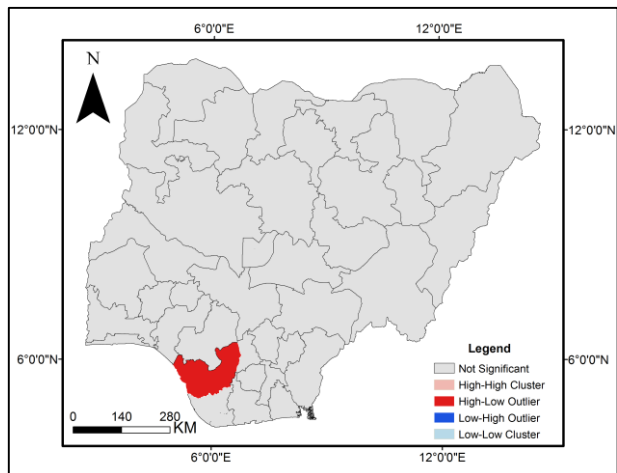 6°0'0"E 12°0'0"E
N
12°0'0"N 12°0'0"N
6°0'0"N 6°0'0"N
Legend
Not Significant
High-High Cluster
High-Low Outlier
Low-High Outlier
Low-Low Cluster
0 140 280
KM
6°0'0"E 12°0'0"E